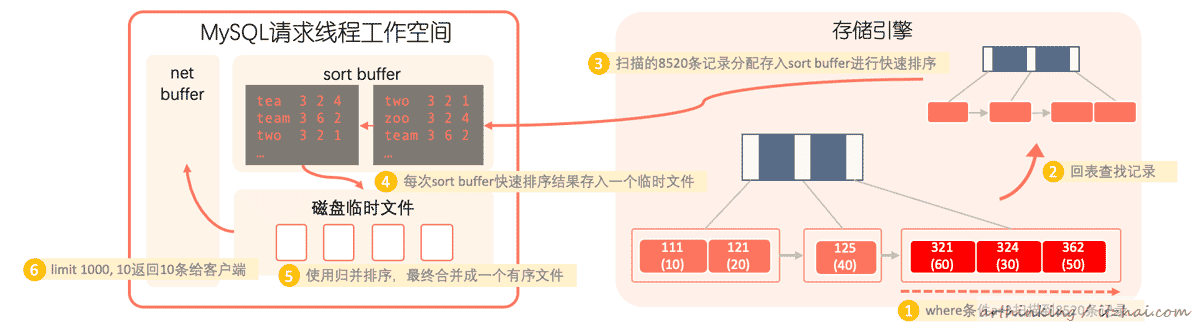 MySQL请求线程工作空间
net
buffer
sort buffer
tea 3 2 4
team 3 6 2
two 3 2 1
…
two 3 2 1
zoo 3 2 4
team 3 6 2
…
4 每次sort buffer快速排序结果存入一个临时文件
磁盘临时文件
6 limit 1000, 10返回10条给客户端
5 使用归并排序，最终合并成一个有序文件
存储引擎
3 扫描的8520条记录分配存入sort buffer进行快速排序
2 回表查找记录
111
(10)
121
(20)
125
(40)
321
(60)
324
(30)
362
(50)
1 where条件 扫描到8520条记录
arthinking / itzhai.com